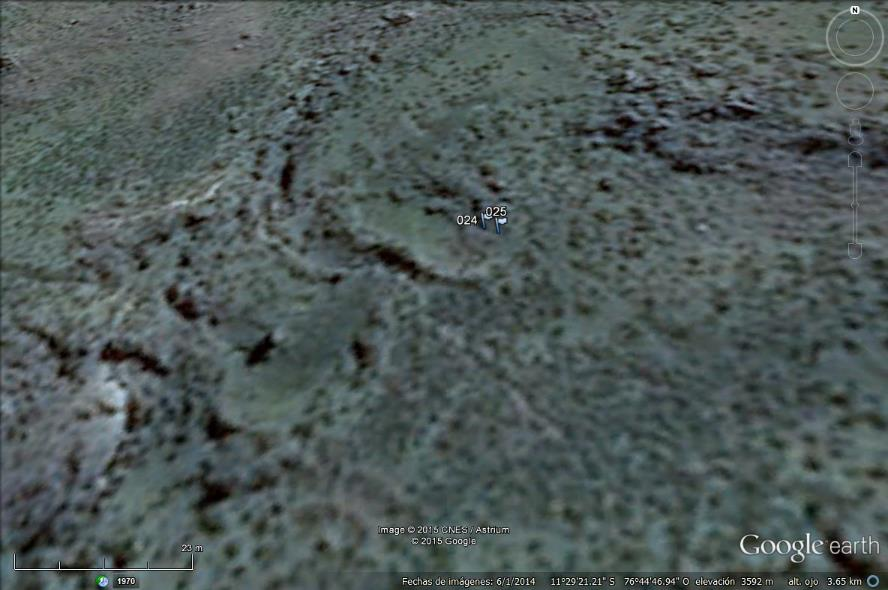 N
024 025
Image © 2015 CNES / Astrium
© 2015 Google
Google earth
23 m
1970
Fechas de imágenes: 6/1/2014 11°29'21.21" S 76°44'46.94" O elevación 3592 m alt. ojo 3.65 km